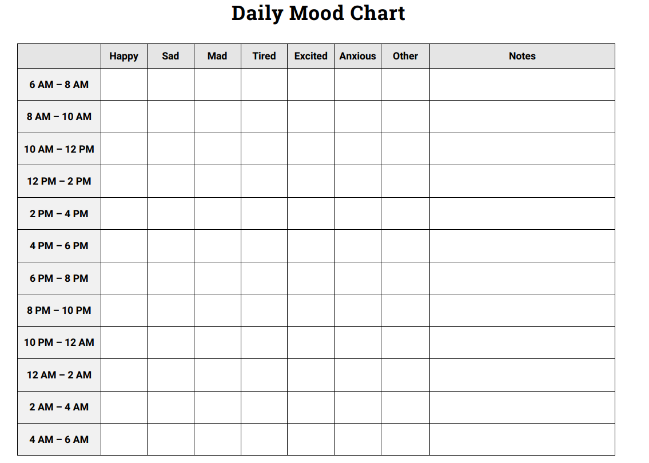 Daily Mood Chart
Happy Sad Mad Tired Excited Anxious Other Notes
6 AM – 8 AM
8 AM – 10 AM
10 AM – 12 PM
12 PM – 2 PM
2 PM – 4 PM
4 PM – 6 PM
6 PM – 8 PM
8 PM – 10 PM
10 PM – 12 AM
12 AM – 2 AM
2 AM – 4 AM
4 AM – 6 AM